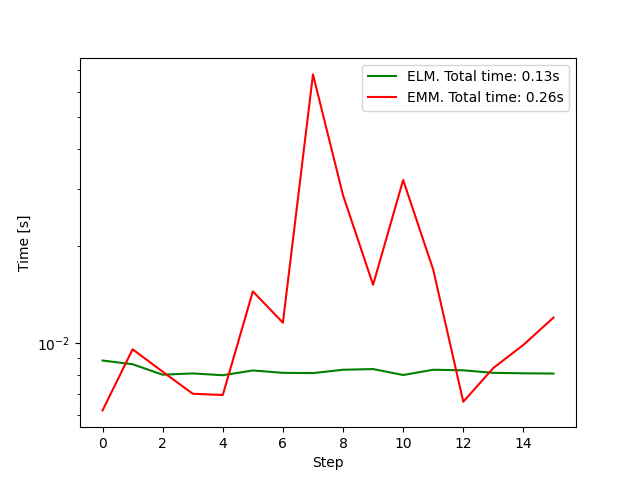 ELM. Total time: 0.13s
EMM. Total time: 0.26s
Time [s]
10⁻²
0 2 4 6 8 10 12 14
Step